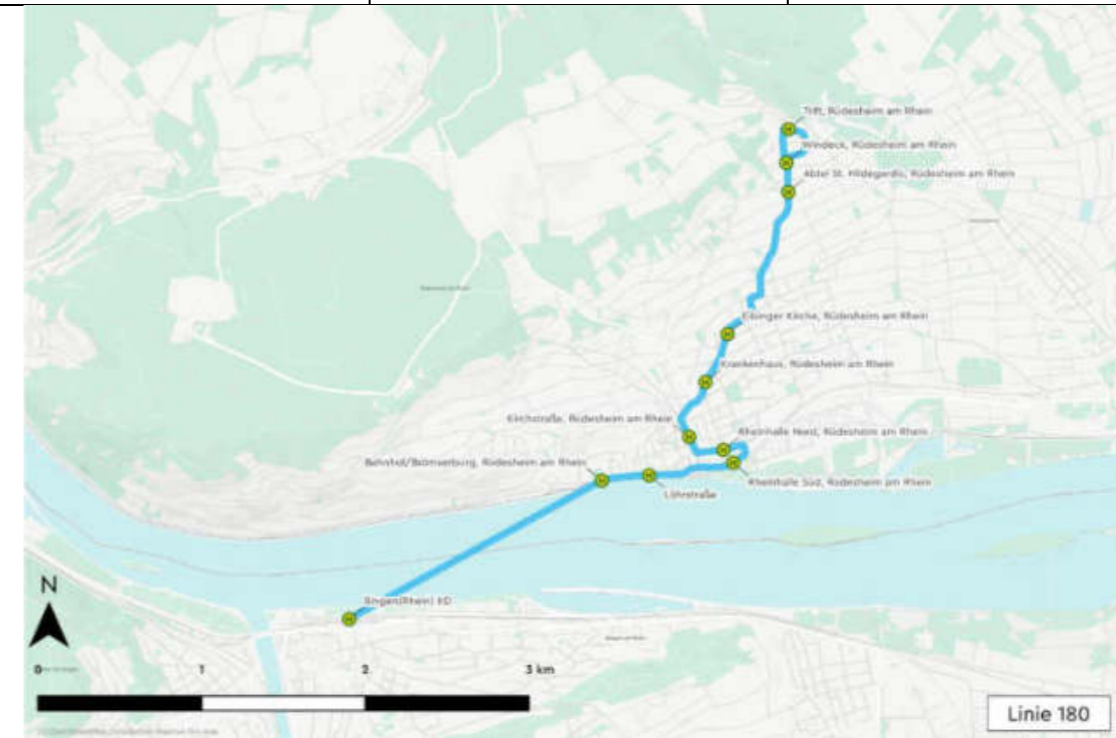 Trift, Rüdesheim am Rhein
Windeck, Rüdesheim am Rhein
Abtei St. Hildegardis, Rüdesheim am Rhein
Eibinger Kirche, Rüdesheim am Rhein
Krankenhaus, Rüdesheim am Rhein
Kirchstraße, Rüdesheim am Rhein
Rheinhalle Nord, Rüdesheim am Rhein
Bahnhof/Brömserburg, Rüdesheim am Rhein
Rheinhalle Süd, Rüdesheim am Rhein
Löhrstraße
Bingen(Rhein) KD
N
0 1 2 3 km
Linie 180